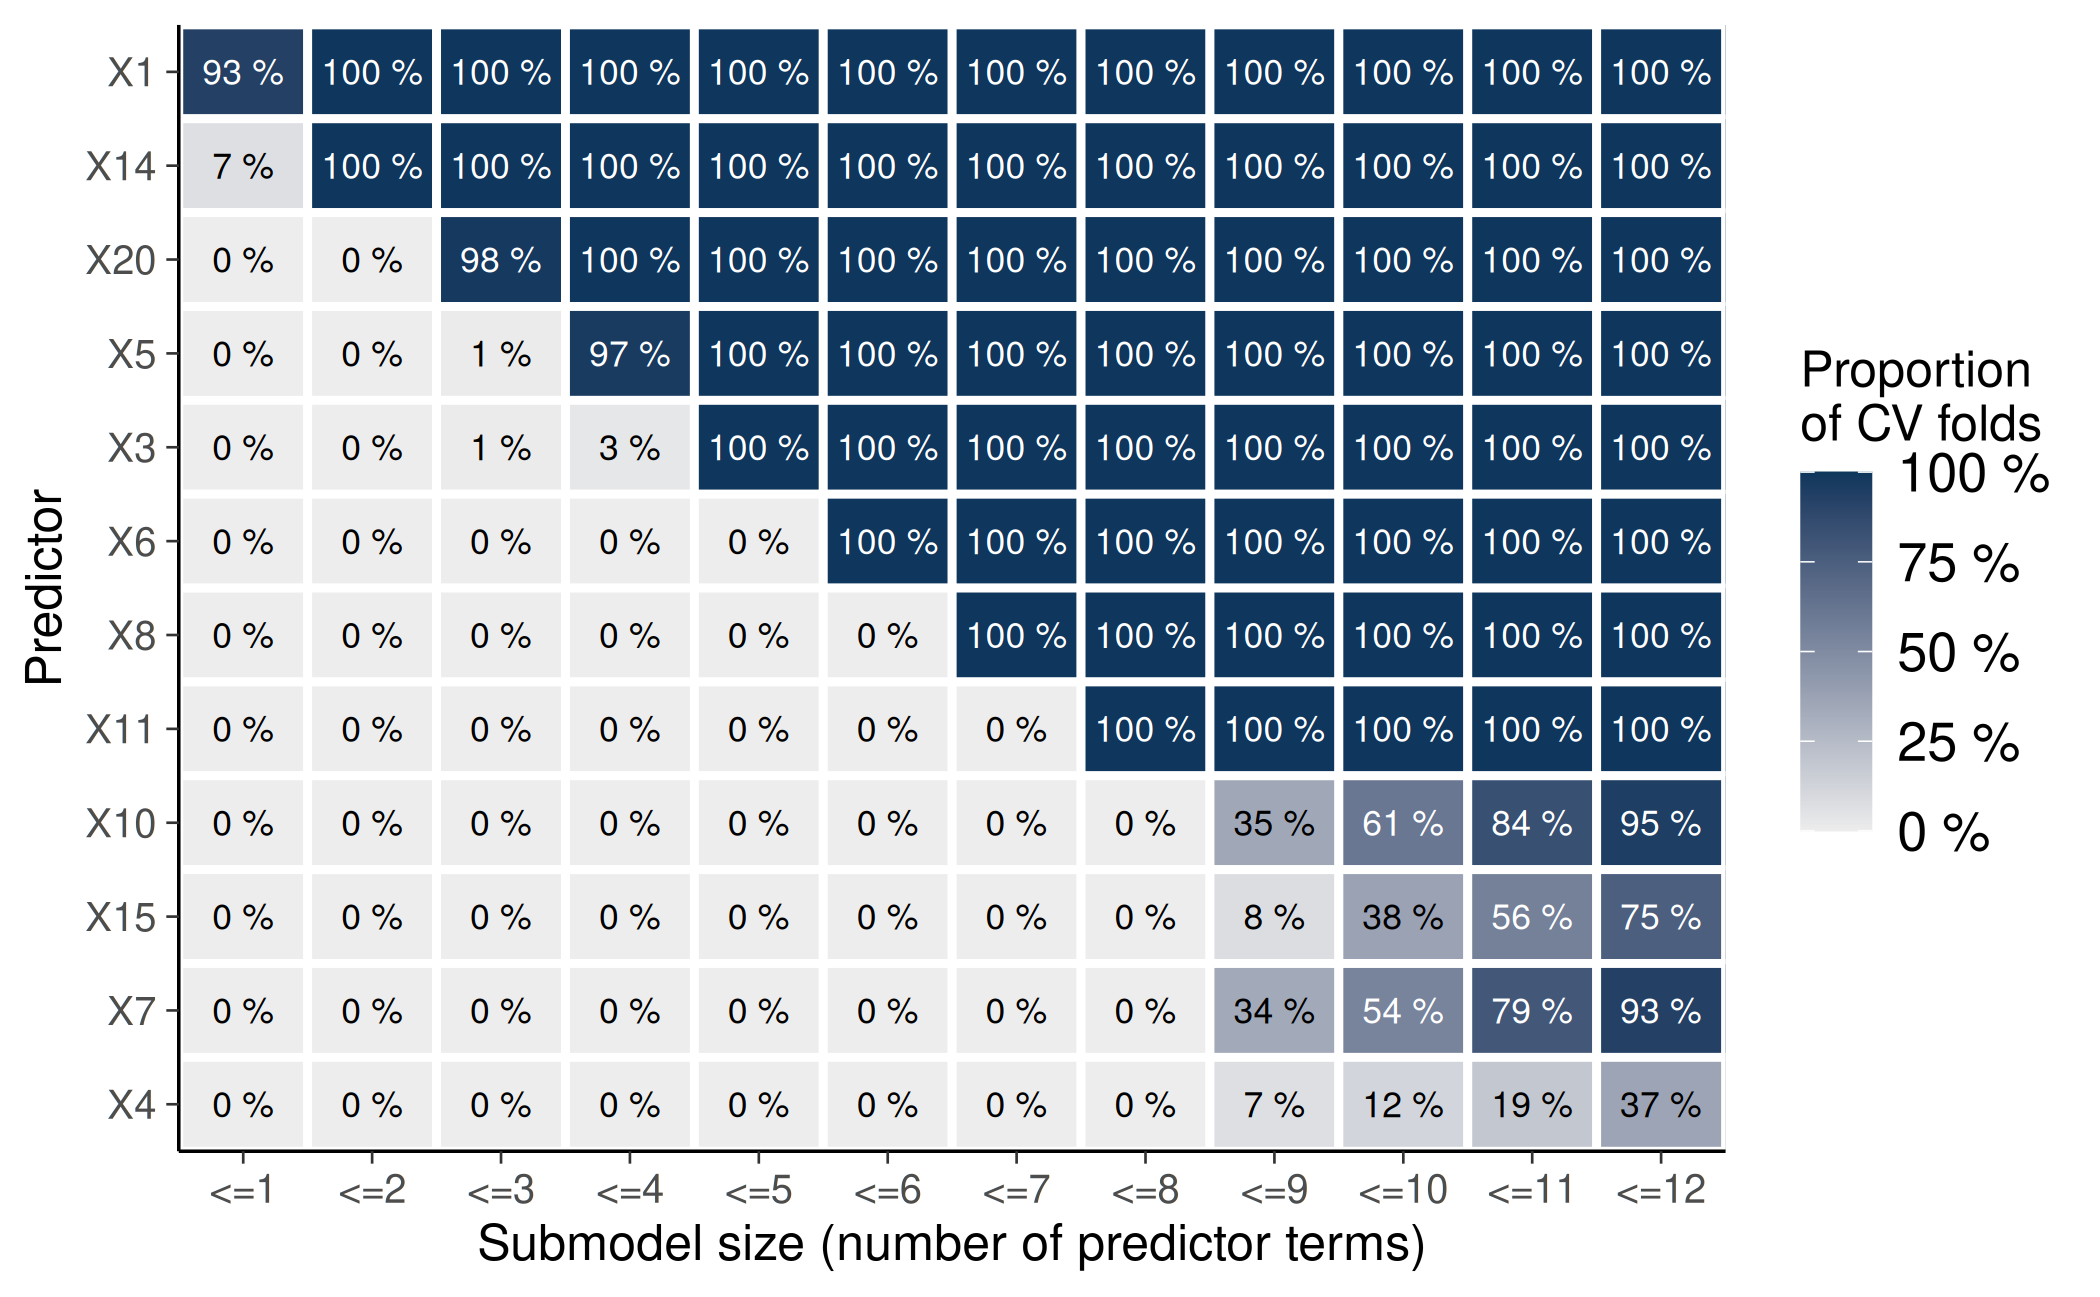 X1 93 % 100 % 100 % 100 % 100 % 100 % 100 % 100 % 100 % 100 % 100 % 100 %
X14 7 % 100 % 100 % 100 % 100 % 100 % 100 % 100 % 100 % 100 % 100 % 100 %
X20 0 % 0 % 98 % 100 % 100 % 100 % 100 % 100 % 100 % 100 % 100 % 100 %
X5 0 % 0 % 1 % 97 % 100 % 100 % 100 % 100 % 100 % 100 % 100 % 100 %
X3 0 % 0 % 1 % 3 % 100 % 100 % 100 % 100 % 100 % 100 % 100 % 100 %
X6 0 % 0 % 0 % 0 % 0 % 100 % 100 % 100 % 100 % 100 % 100 % 100 %
X8 0 % 0 % 0 % 0 % 0 % 0 % 100 % 100 % 100 % 100 % 100 % 100 %
X11 0 % 0 % 0 % 0 % 0 % 0 % 0 % 100 % 100 % 100 % 100 % 100 %
X10 0 % 0 % 0 % 0 % 0 % 0 % 0 % 0 % 35 % 61 % 84 % 95 %
X15 0 % 0 % 0 % 0 % 0 % 0 % 0 % 0 % 8 % 38 % 56 % 75 %
X7 0 % 0 % 0 % 0 % 0 % 0 % 0 % 0 % 34 % 54 % 79 % 93 %
X4 0 % 0 % 0 % 0 % 0 % 0 % 0 % 0 % 7 % 12 % 19 % 37 %
<=1 <=2 <=3 <=4 <=5 <=6 <=7 <=8 <=9 <=10 <=11 <=12
Submodel size (number of predictor terms)
Predictor
Proportion
of CV folds
100 %
75 %
50 %
25 %
0 %